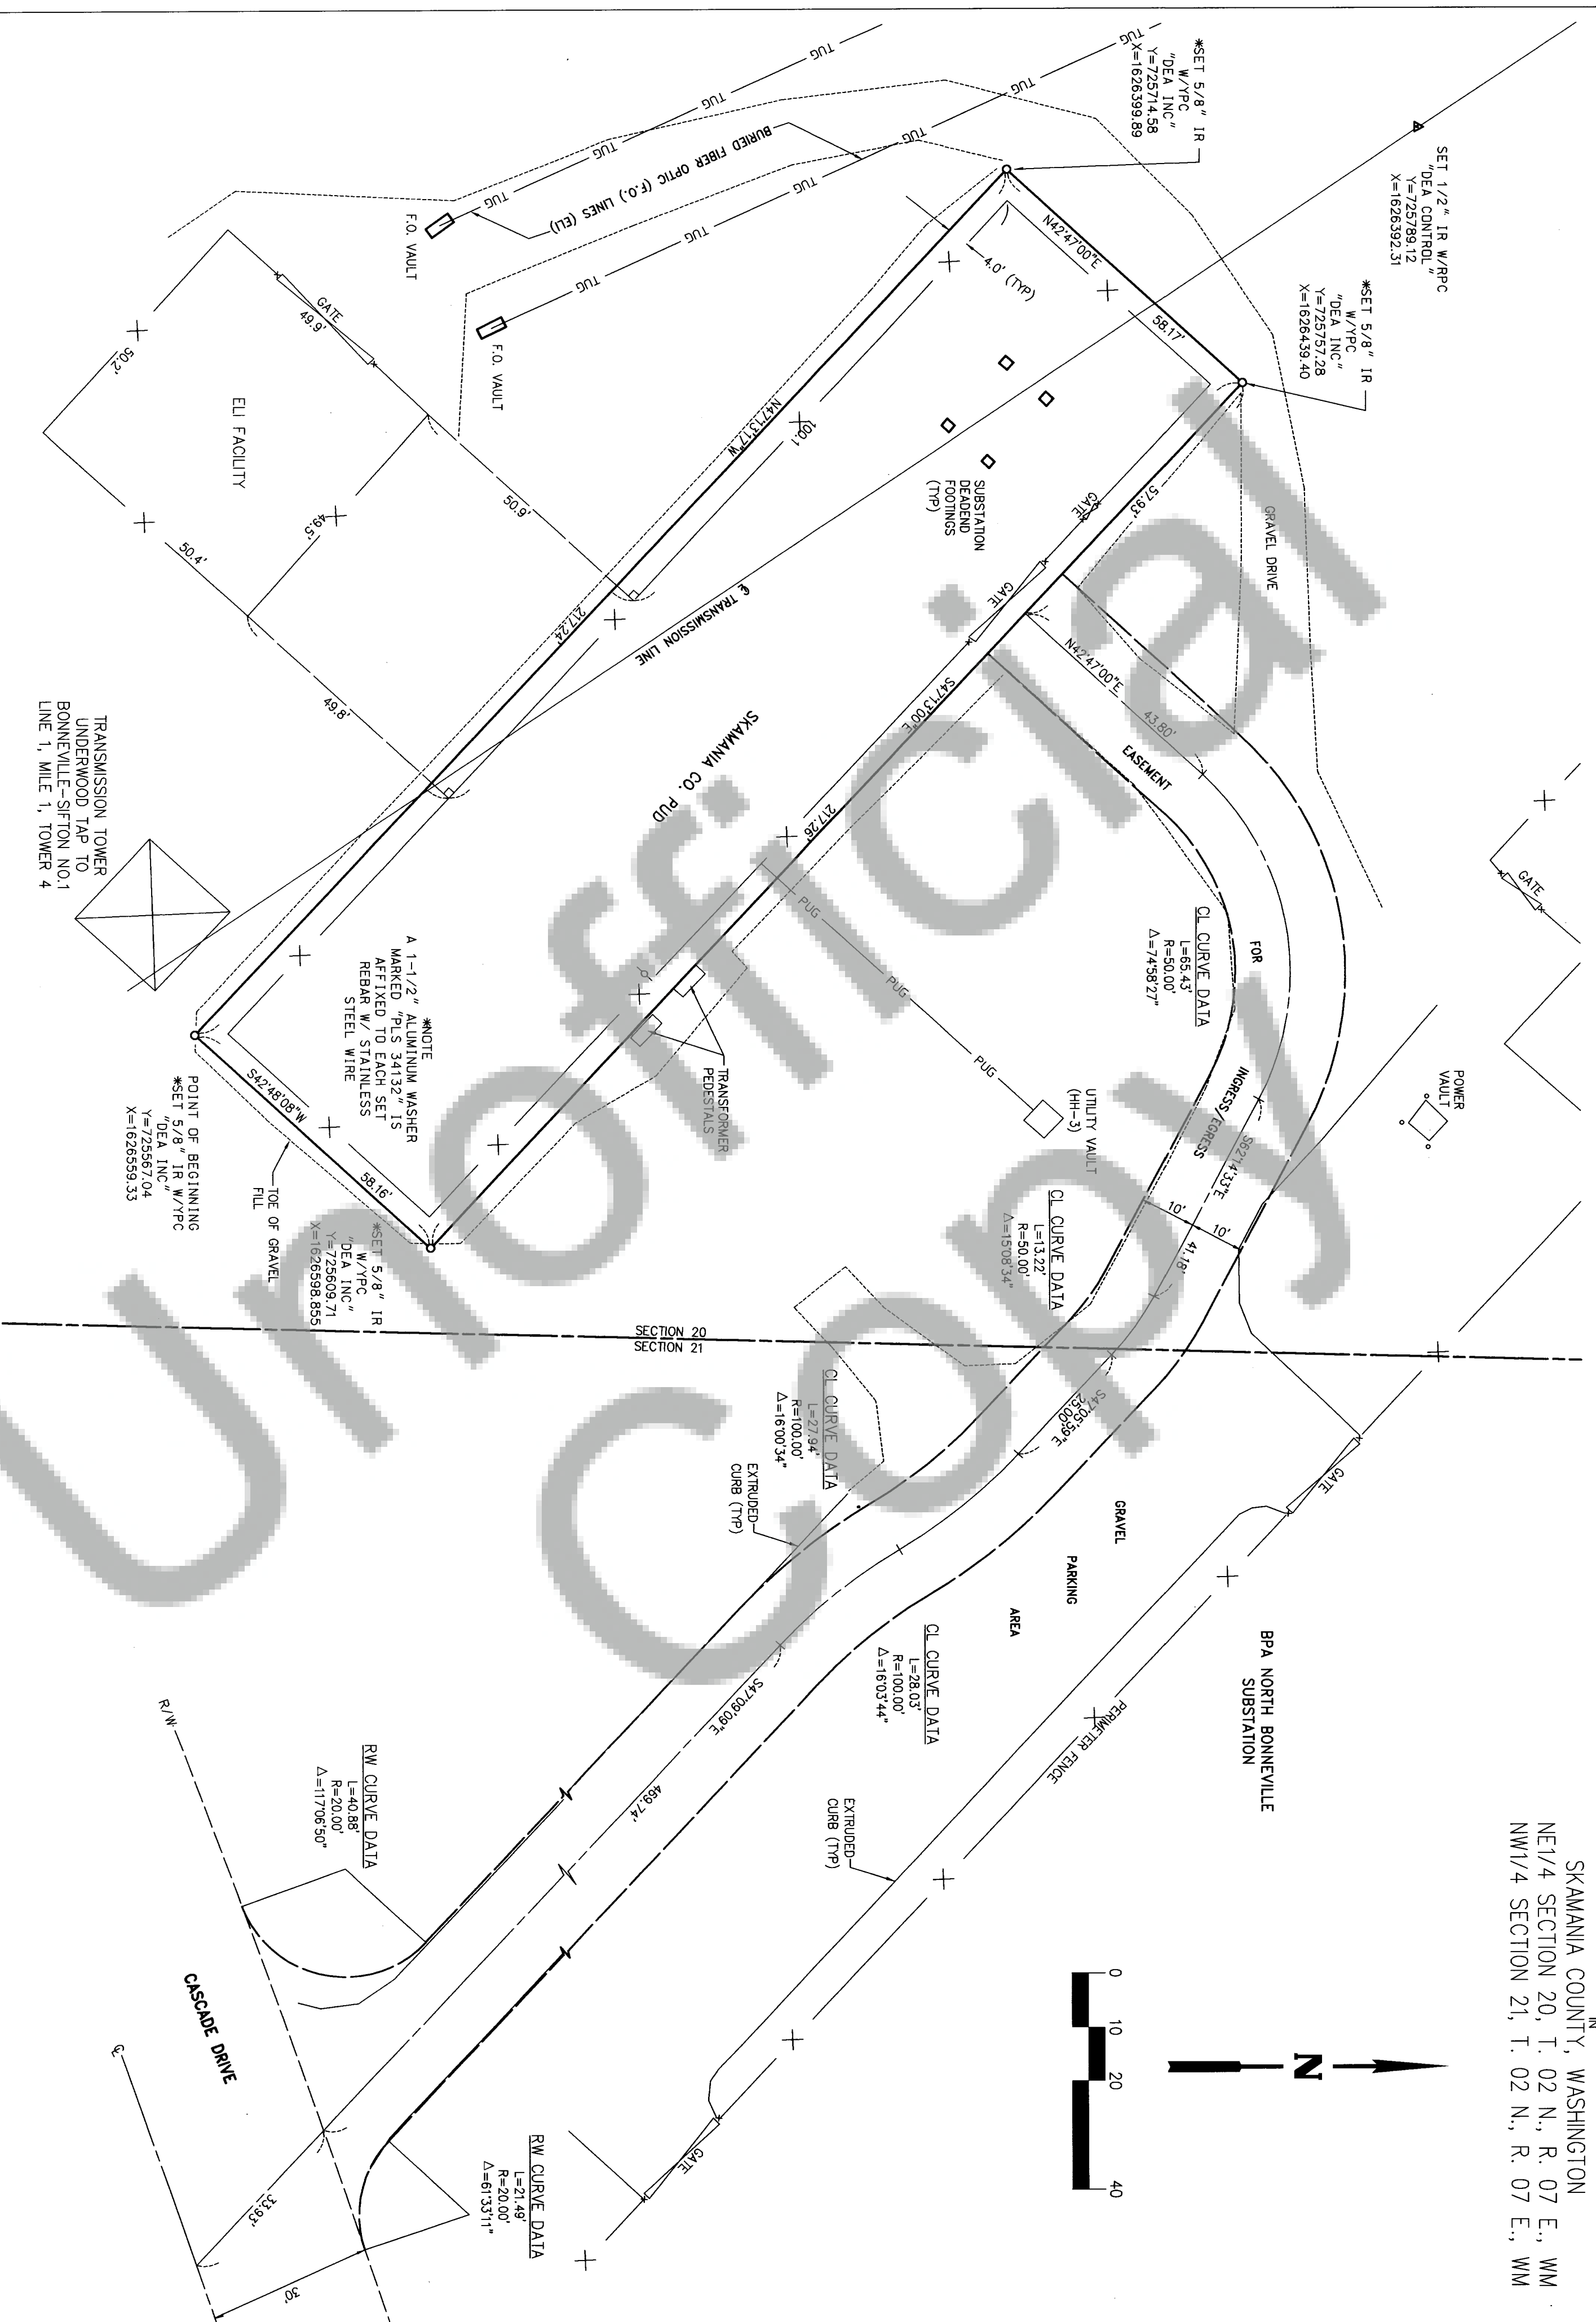 IN
SKAMANIA COUNTY, WASHINGTON
NE1/4 SECTION 20, T. 02 N., R. 07 E., WM
NW1/4 SECTION 21, T. 02 N., R. 07 E., WM
SET 1/2" IR W/RPC
"DEA CONTROL"
Y=725789.12
X=1626392.31
*SET 5/8" IR
W/YPC
"DEA INC"
Y=725714.58
X=1626399.89
*SET 5/8" IR
W/YPC
"DEA INC"
Y=725757.28
X=1626439.40
TUG
TUG
TUG
TUG
TUG
TUG
TUG
TUG
TUG
TUG
TUG
BURIED FIBER OPTIC (F.O.) LINES (ELI)
F.O. VAULT
F.O. VAULT
N42°47'00"E
58.17'
4.0' (TYP)
GATE
49.9'
50.2'
ELI FACILITY
49.5'
50.4'
50.9'
49.8'
N47°13'17"W
100.1
217.24'
SUBSTATION
DEADEND
FOOTINGS
(TYP)
GATE
GATE
57.93'
GRAVEL DRIVE
℄ TRANSMISSION LINE
SKAMANIA CO. PUD
S47°13'00"E
217.26'
N42°47'00"E
43.80'
EASEMENT
FOR
INGRESS/EGRESS
CL CURVE DATA
L=65.43'
R=50.00'
Δ=74°58'27"
GATE
POWER
VAULT
PUG
PUG
PUG
UTILITY VAULT
(HH-3)
TRANSFORMER
PEDESTALS
*NOTE
A 1-1/2" ALUMINUM WASHER
MARKED "PLS 34132" IS
AFFIXED TO EACH SET
REBAR W/ STAINLESS
STEEL WIRE
TRANSMISSION TOWER
UNDERWOOD TAP TO
BONNEVILLE-SIFTON NO.1
LINE 1, MILE 1, TOWER 4
S42°48'08"W
58.16'
POINT OF BEGINNING
*SET 5/8" IR W/YPC
"DEA INC"
Y=725567.04
X=1626559.33
TOE OF GRAVEL
FILL
*SET 5/8" IR
W/YPC
"DEA INC"
Y=725609.71
X=1626598.855
S62°14'33"E
41.18'
10'
10'
CL CURVE DATA
L=13.22'
R=50.00'
Δ=15°08'34"
SECTION 20
SECTION 21
S47°05'59"E
25.00'
CL CURVE DATA
L=27.94'
R=100.00'
Δ=16°00'34"
EXTRUDED
CURB (TYP)
GATE
GRAVEL
PARKING
AREA
CL CURVE DATA
L=28.03'
R=100.00'
Δ=16°03'44"
BPA NORTH BONNEVILLE
SUBSTATION
PERIMETER FENCE
S47°09'09"E
469.74'
EXTRUDED
CURB (TYP)
R/W
RW CURVE DATA
L=40.88'
R=20.00'
Δ=117°06'50"
CASCADE DRIVE
℄
RW CURVE DATA
L=21.49'
R=20.00'
Δ=61°33'11"
GATE
33.93'
30'
N
0 10 20 40
Unofficial
Copy